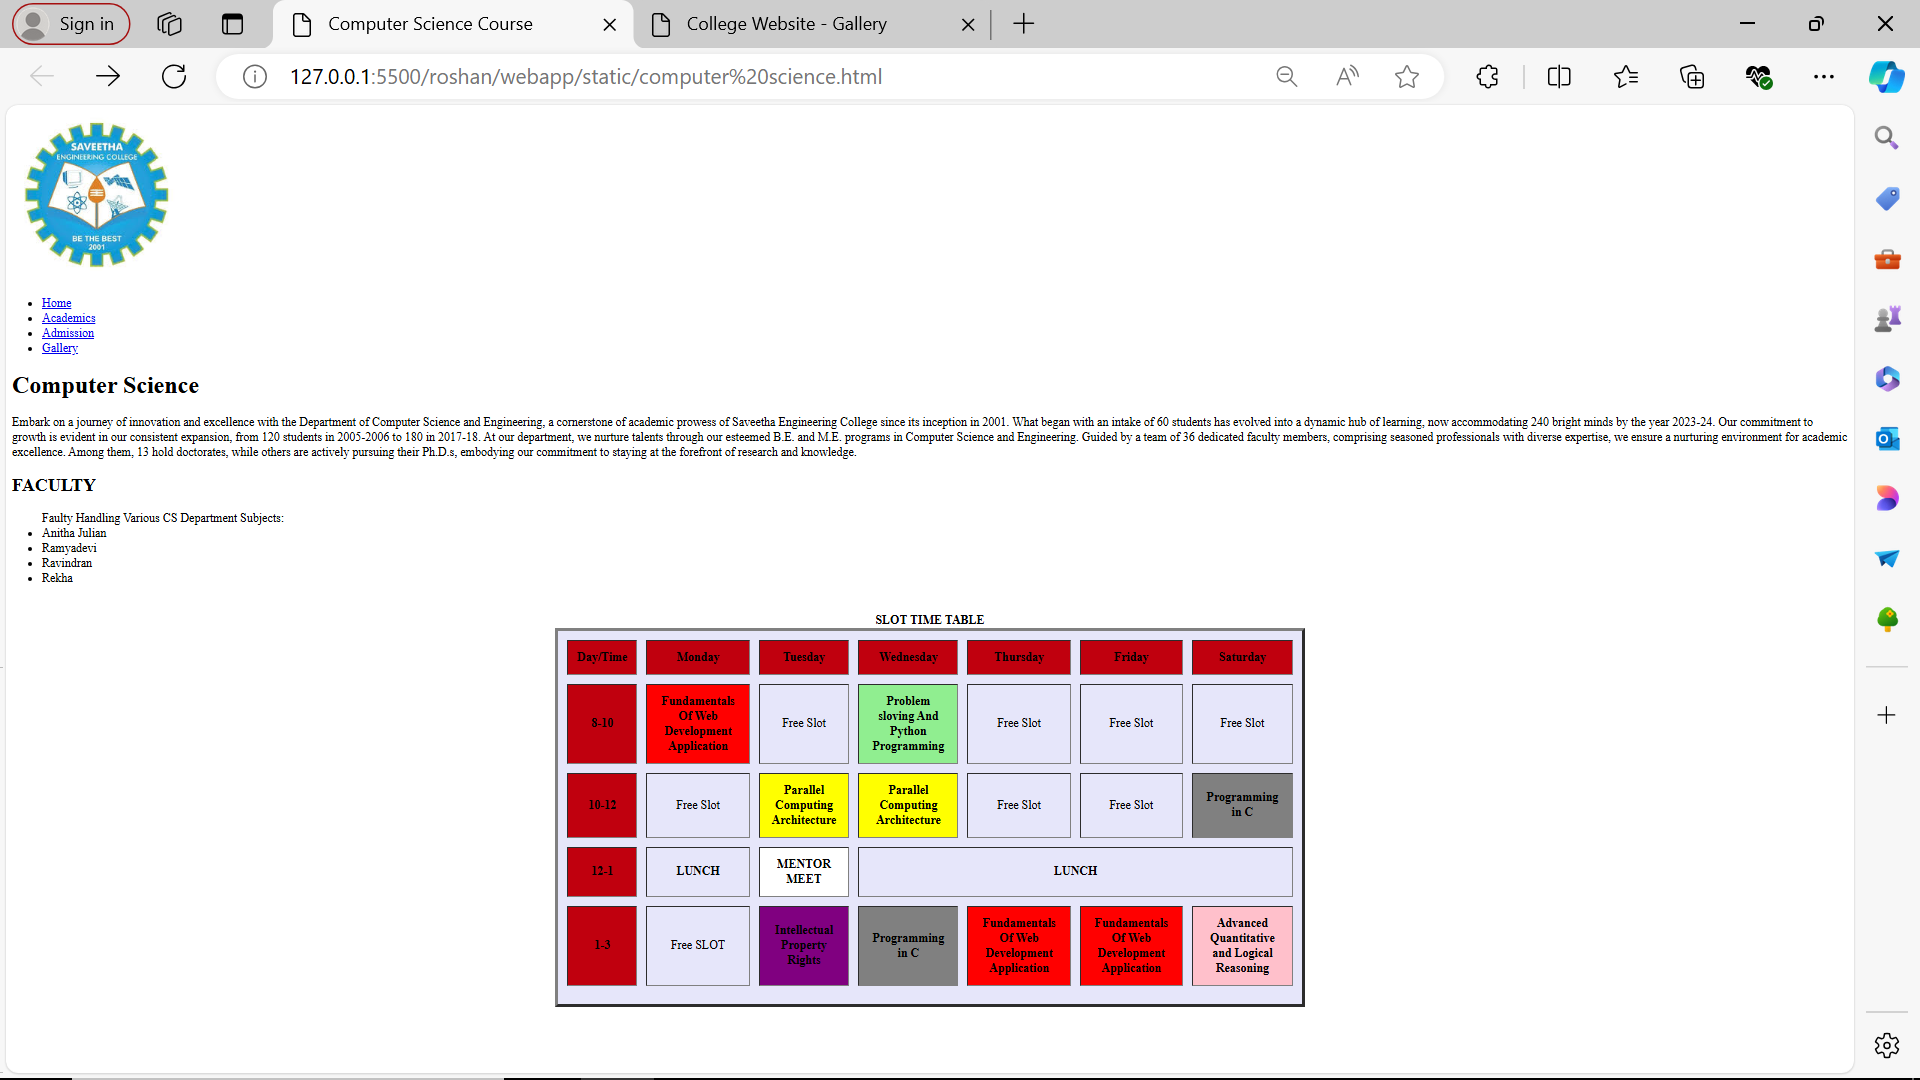 Sign in
Computer Science Course
College Website - Gallery
127.0.0.1:5500/roshan/webapp/static/computer%20science.html
SAVEETHA
ENGINEERING COLLEGE
BE THE BEST
2001
Home
Academics
Admission
Gallery
Computer Science
Embark on a journey of innovation and excellence with the Department of Computer Science and Engineering, a cornerstone of academic prowess of Saveetha Engineering College since its inception in 2001. What began with an intake of 60 students has evolved into a dynamic hub of learning, now accommodating 240 bright minds by the year 2023-24. Our commitment to
growth is evident in our consistent expansion, from 120 students in 2005-2006 to 180 in 2017-18. At our department, we nurture talents through our esteemed B.E. and M.E. programs in Computer Science and Engineering. Guided by a team of 36 dedicated faculty members, comprising seasoned professionals with diverse expertise, we ensure a nurturing environment for academic
excellence. Among them, 13 hold doctorates, while others are actively pursuing their Ph.D.s, embodying our commitment to staying at the forefront of research and knowledge.
FACULTY
Faulty Handling Various CS Department Subjects:
Anitha Julian
Ramyadevi
Ravindran
Rekha
SLOT TIME TABLE
Day/Time Monday Tuesday Wednesday Thursday Friday Saturday
8-10
Fundamentals
Of Web
Development
Application
Free Slot
Problem
sloving And
Python
Programming
Free Slot
Free Slot
Free Slot
10-12
Free Slot
Parallel
Computing
Architecture
Parallel
Computing
Architecture
Free Slot
Free Slot
Programming
in C
12-1
LUNCH
MENTOR
MEET
LUNCH
1-3
Free SLOT
Intellectual
Property
Rights
Programming
in C
Fundamentals
Of Web
Development
Application
Fundamentals
Of Web
Development
Application
Advanced
Quantitative
and Logical
Reasoning